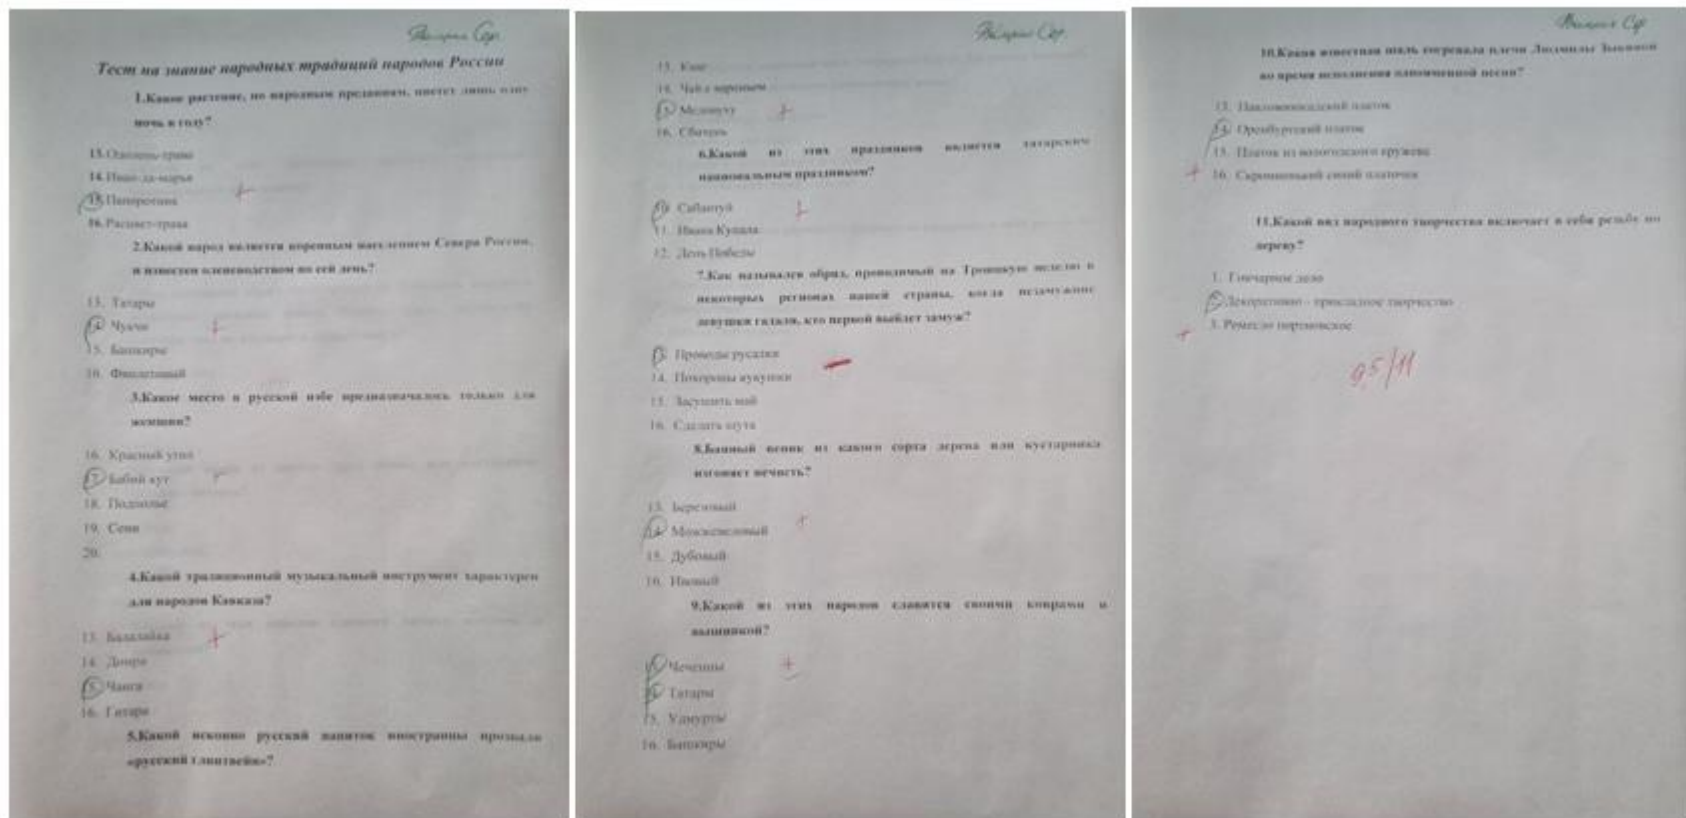 Тест на знание народных традиций народов России
1.Какое растение, по народным преданиям, цветет лишь одну
ночь в году?
13.Одолень-трава
14.Иван-да-марья
15.Папоротник
16.Расцвет-трава
2.Какой народ является коренным населением Севера России,
и известен оленеводством по сей день?
13. Татары
14. Чукчи
15. Башкиры
16.
3.Какое место в русской избе предназначалось только для
женщин?
16. Красный угол
17. Бабий кут
18. Подполье
19. Сени
20.
4.Какой традиционный музыкальный инструмент характерен
для народов Кавказа?
13. Балалайка
14. Домра
15. Чанги
16. Гитара
5.Какой исконно русский напиток иностранцы прозвали
«русский глинтвейн»?
13. Квас
14. Чай с вареньем
15. Медовуху
16. Сбитень
6.Какой из этих праздников является татарским
национальным праздником?
10. Сабантуй
11. Ивана Купала
12. День Победы
7.Как назывался обряд, проводимый на Троицкую неделю в
некоторых регионах нашей страны, когда незамужние
девушки гадали, кто первой выйдет замуж?
13. Проводы русалки
14. Похороны кукушки
15. Засушить май
16. Сделать шута
8.Банный веник из какого сорта дерева или кустарника
изгоняет нечисть?
13. Березовый
14. Можжевеловый
15. Дубовый
16. Ивовый
9.Какой из этих народов славится своими коврами и
вышивкой?
13. Чеченцы
14. Татары
15. Удмурты
16. Башкиры
10.Какая известная шаль согревала плечи Людмилы Зыкиной
во время исполнения одноименной песни?
13. Павловопосадский платок
14. Оренбургский платок
15. Платок из вологодского кружева
16. Скромненький синий платочек
11.Какой вид народного творчества включает в себя резьбу по
дереву?
1. Гончарное дело
2. Декоративно - прикладное творчество
3. Ремесло портновское
9,5/11